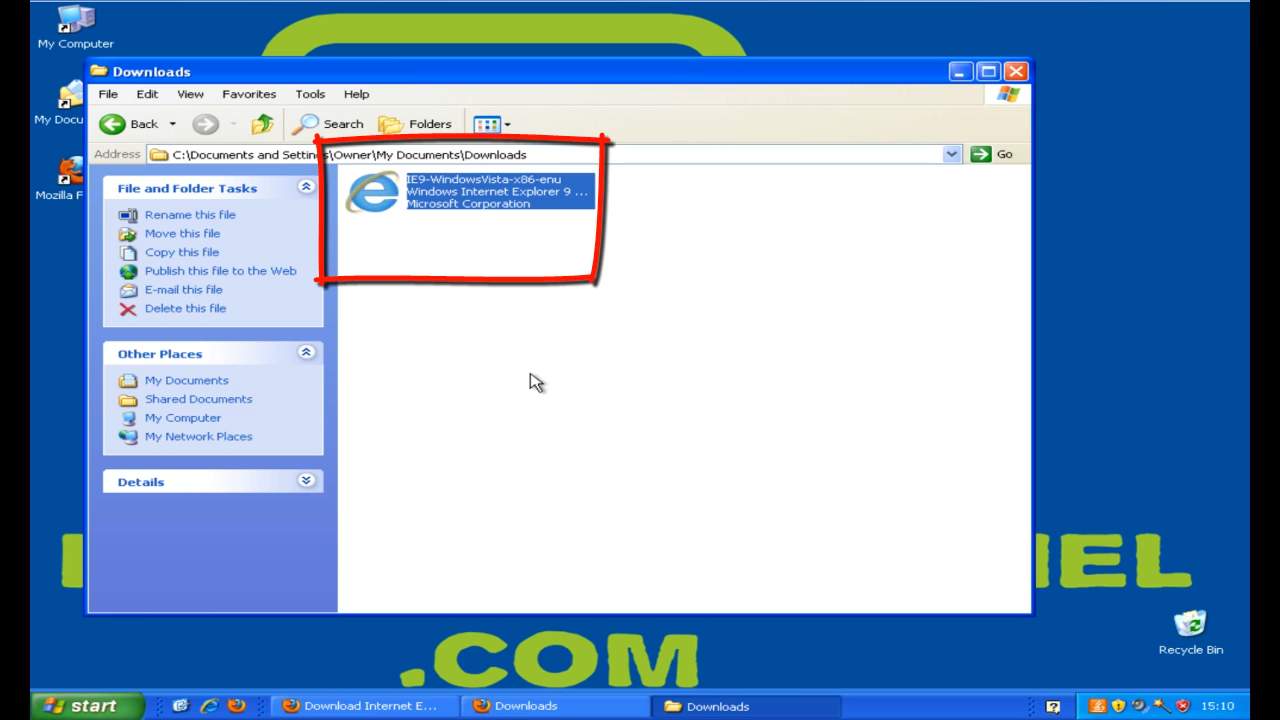 My Computer
Downloads
File Edit View Favorites Tools Help
My Docu
Back Search Folders
Address C:\Documents and Settings\Owner\My Documents\Downloads Go
Mozilla F
File and Folder Tasks
Rename this file
Move this file
Copy this file
Publish this file to the Web
E-mail this file
Delete this file
IE9-WindowsVista-x86-enu
Windows Internet Explorer 9 ...
Microsoft Corporation
Other Places
My Documents
Shared Documents
My Computer
My Network Places
Details
NEL
.COM
Recycle Bin
start Download Internet E... Downloads Downloads 15:10